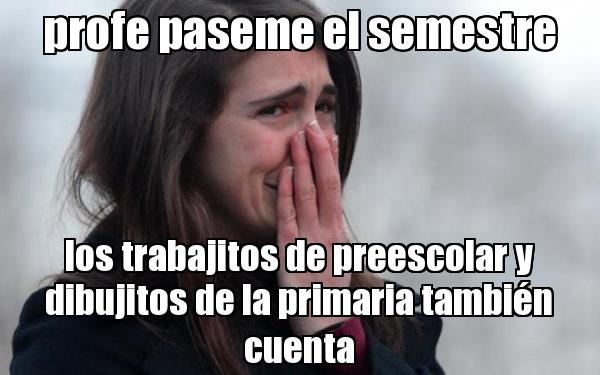 profe paseme el semestre
los trabajitos de preescolar y
dibujitos de la primaria también
cuenta